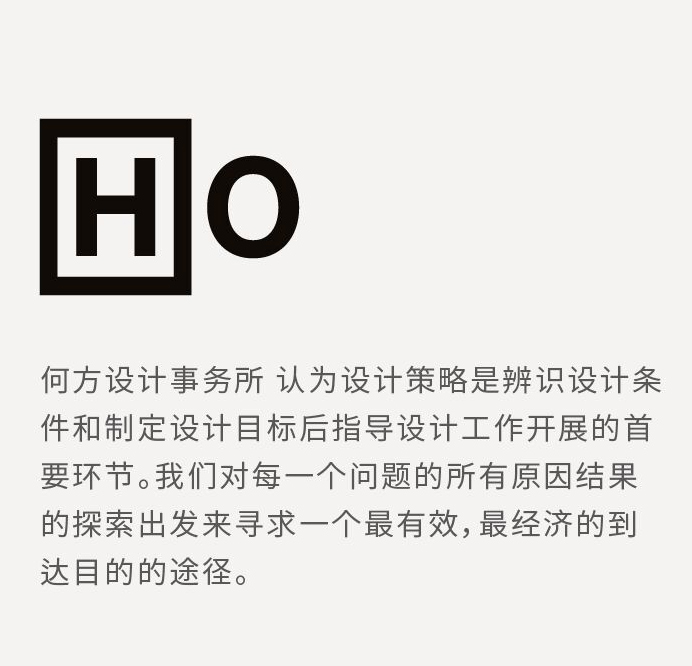 HO
何方设计事务所 认为设计策略是辨识设计条
件和制定设计目标后指导设计工作开展的首
要环节。我们对每一个问题的所有原因结果
的探索出发来寻求一个最有效，最经济的到
达目的的途径。